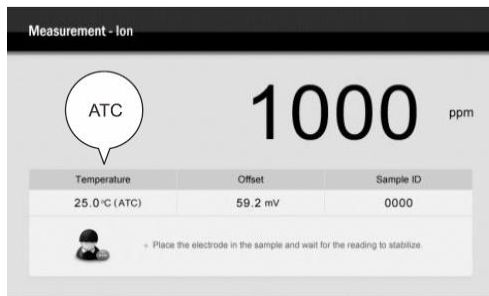 Measurement - Ion
ATC
1000 ppm
Temperature Offset Sample ID
25.0 °C (ATC) 59.2 mV 0000
Place the electrode in the sample and wait for the reading to stabilize.